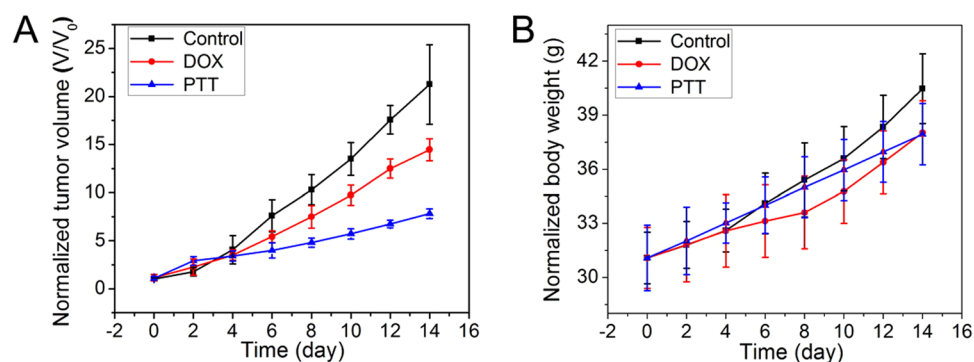 A
Normalized tumor volume (V/V0)
25
20
15
10
5
0
Control
DOX
PTT
-2 0 2 4 6 8 10 12 14 16
Time (day)
B
Normalized body weight (g)
42
39
36
33
30
Control
DOX
PTT
-2 0 2 4 6 8 10 12 14 16
Time (day)